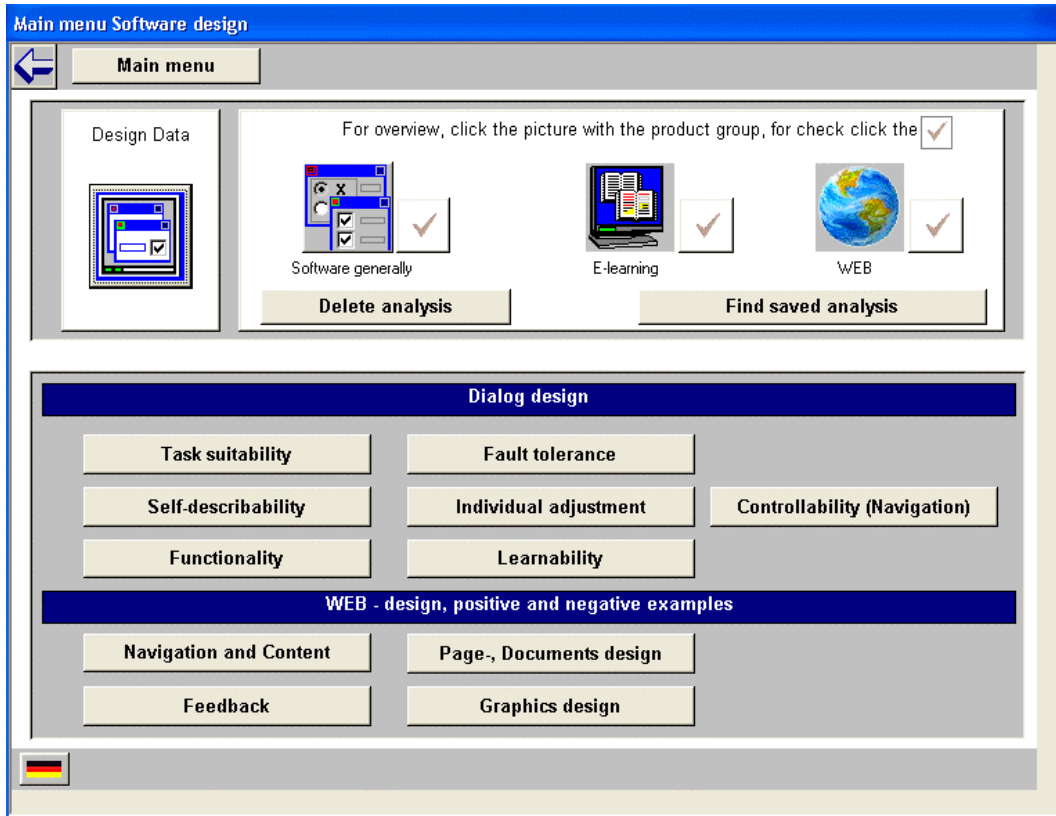 Main menu Software design
Main menu
Design Data
For overview, click the picture with the product group, for check click the
X
Software generally
E-learning
WEB
Delete analysis
Find saved analysis
Dialog design
Task suitability
Fault tolerance
Self-describability
Individual adjustment
Controllability (Navigation)
Functionality
Learnability
WEB - design, positive and negative examples
Navigation and Content
Page-, Documents design
Feedback
Graphics design